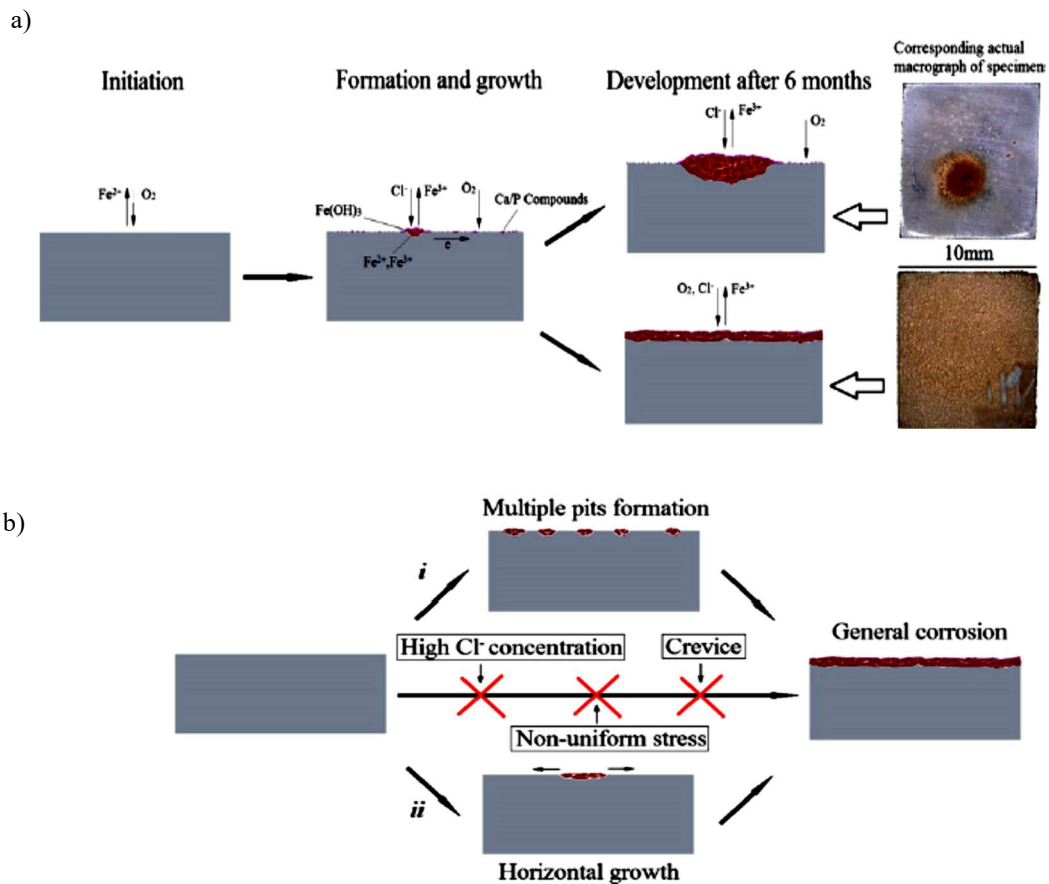 a)
Initiation
Formation and growth
Development after 6 months
Corresponding actual
macrograph of specimen
Fe²⁺
O₂
Cl⁻
Fe³⁺
O₂
Fe(OH)₃
Ca/P Compounds
e
Fe²⁺,Fe³⁺
Cl⁻
Fe³⁺
O₂
10mm
O₂, Cl⁻
Fe³⁺
b)
Multiple pits formation
i
High Cl⁻ concentration
Crevice
General corrosion
Non-uniform stress
ii
Horizontal growth